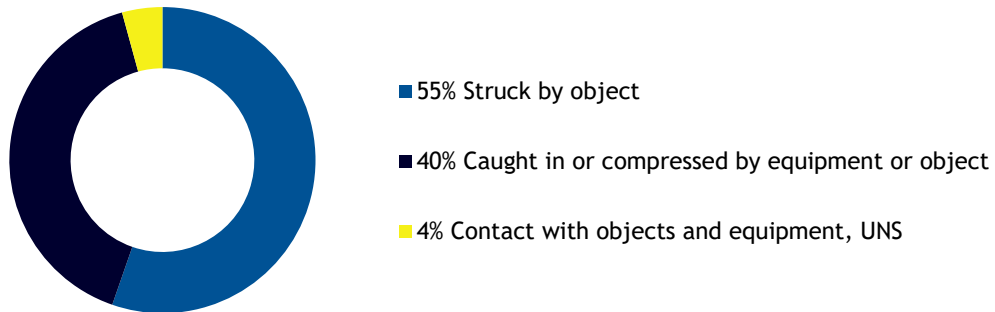 55% Struck by object
40% Caught in or compressed by equipment or object
4% Contact with objects and equipment, UNS